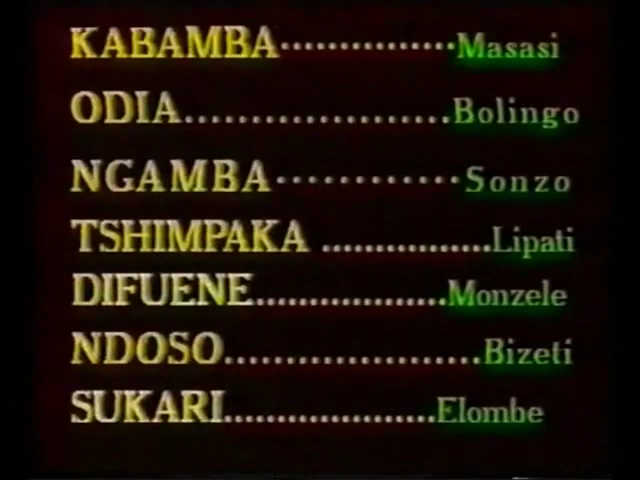 KABAMBA...............Masasi
ODIA....................Bolingo
NGAMBA............Sonzo
TSHIMPAKA ................Lipati
DIFUENE..................Monzele
NDOSO......................Bizeti
SUKARI...................Elombe